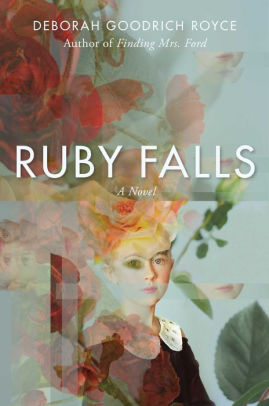 DEBORAH GOODRICH ROYCE
Author of Finding Mrs. Ford
RUBY FALLS
A Novel